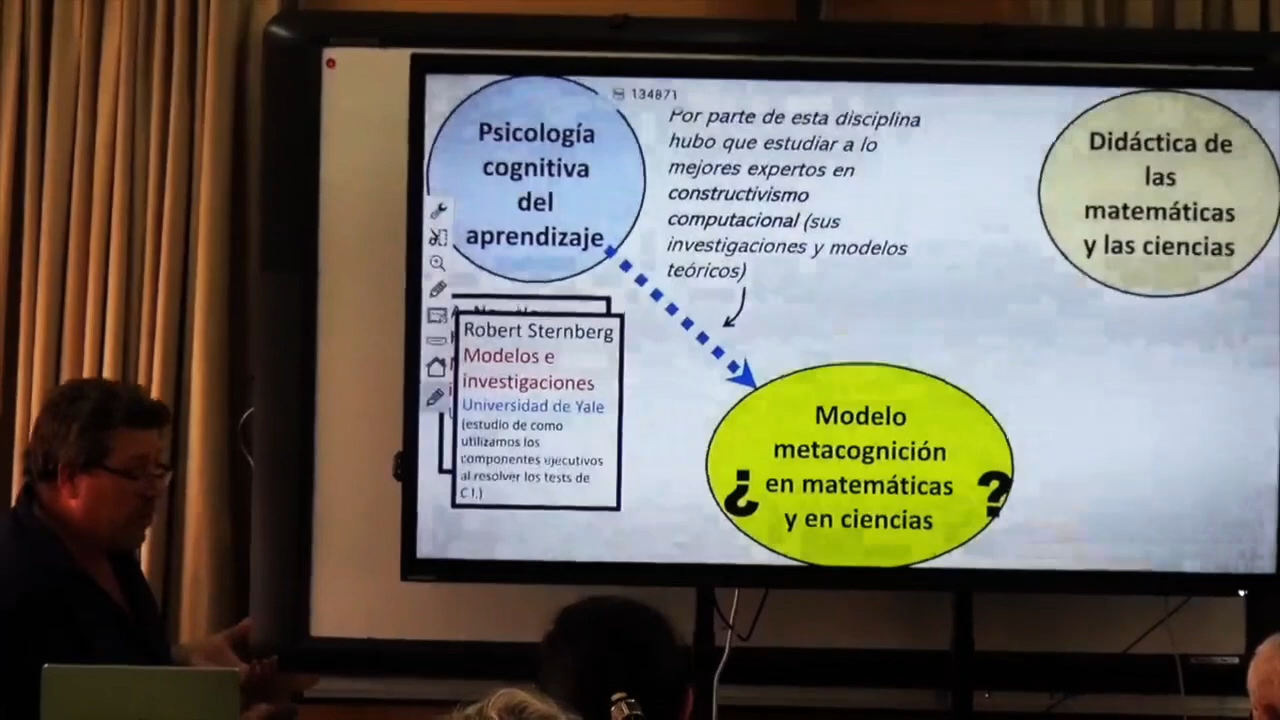 134871
Psicología
cognitiva
del
aprendizaje
Por parte de esta disciplina
hubo que estudiar a lo
mejores expertos en
constructivismo
computacional (sus
investigaciones y modelos
teóricos)
Didáctica de
las
matemáticas
y las ciencias
Robert Sternberg
Modelos e
investigaciones
Universidad de Yale
(estudio de como
utilizamos los
componentes ejecutivos
al resolver los tests de
C.I.)
Modelo
metacognición
¿ en matemáticas ?
y en ciencias